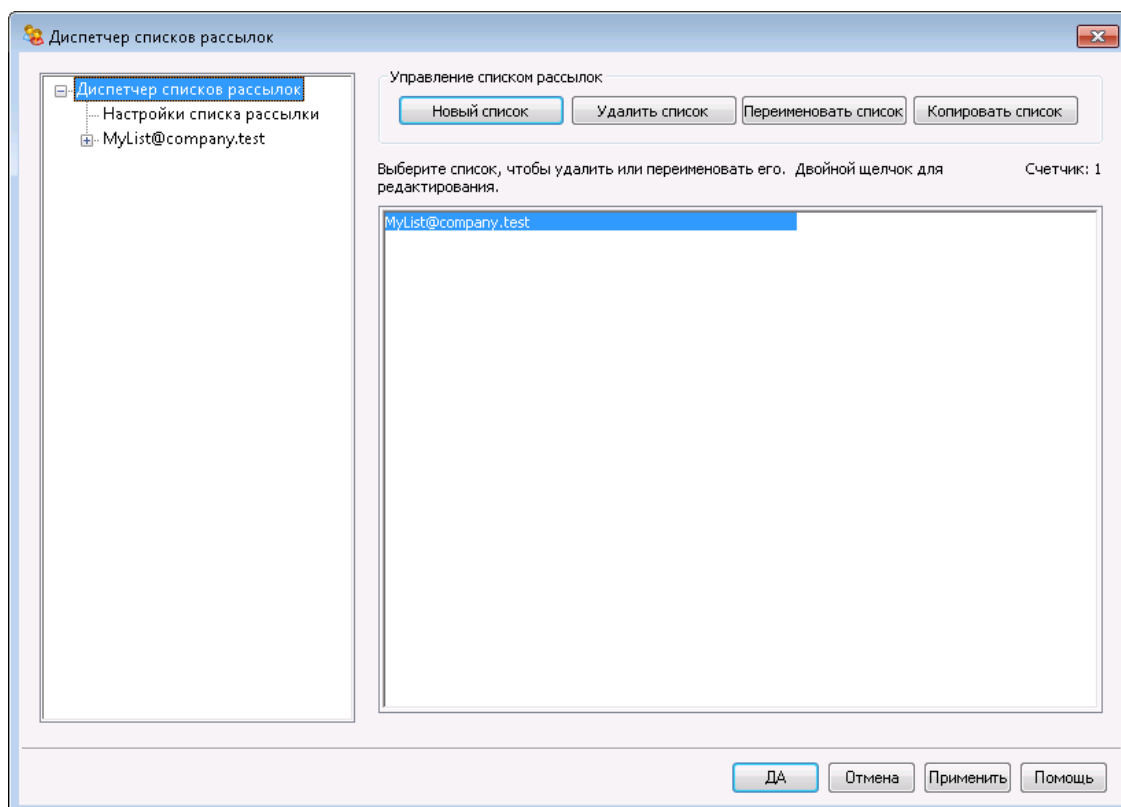 Диспетчер списков рассылок
Диспетчер списков рассылок
Настройки списка рассылки
MyList@company.test
Управление списком рассылок
Новый список
Удалить список
Переименовать список
Копировать список
Выберите список, чтобы удалить или переименовать его. Двойной щелчок для
редактирования.
Счетчик: 1
MyList@company.test
ДА
Отмена
Применить
Помощь